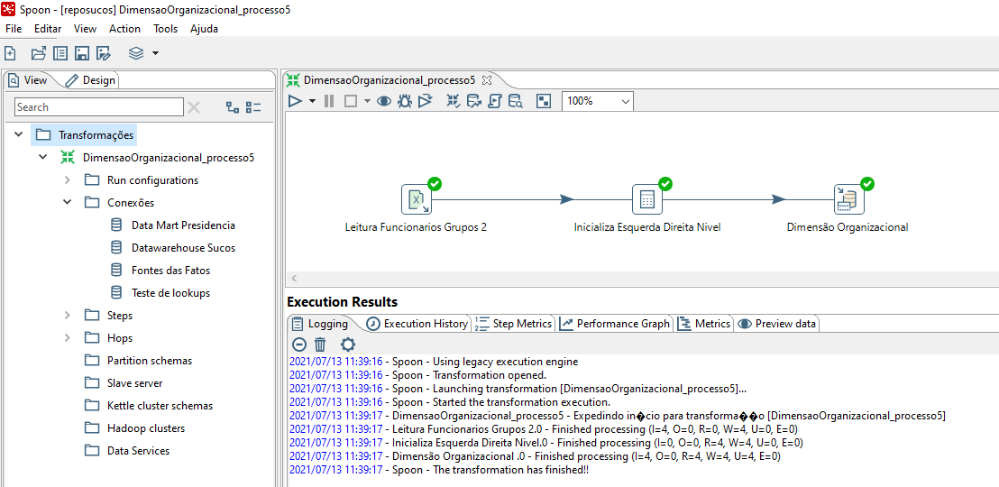 Spoon - [reposucos] DimensaoOrganizacional_processo5
File Editar View Action Tools Ajuda
View Design
Search
Transformações
DimensaoOrganizacional_processo5
Run configurations
Conexões
Data Mart Presidencia
Datawarehouse Sucos
Fontes das Fatos
Teste de lookups
Steps
Hops
Partition schemas
Slave server
Kettle cluster schemas
Hadoop clusters
Data Services
DimensaoOrganizacional_processo5
100%
Leitura Funcionarios Grupos 2 Inicializa Esquerda Direita Nivel Dimensão Organizacional
Execution Results
Logging Execution History Step Metrics Performance Graph Metrics Preview data
2021/07/13 11:39:16 - Spoon - Using legacy execution engine
2021/07/13 11:39:16 - Spoon - Transformation opened.
2021/07/13 11:39:16 - Spoon - Launching transformation [DimensaoOrganizacional_processo5]...
2021/07/13 11:39:16 - Spoon - Started the transformation execution.
2021/07/13 11:39:17 - DimensaoOrganizacional_processo5 - Expedindo in�cio para transforma��o [DimensaoOrganizacional_processo5]
2021/07/13 11:39:17 - Leitura Funcionarios Grupos 2.0 - Finished processing (I=4, O=0, R=0, W=4, U=0, E=0)
2021/07/13 11:39:17 - Inicializa Esquerda Direita Nivel.0 - Finished processing (I=0, O=0, R=4, W=4, U=0, E=0)
2021/07/13 11:39:17 - Dimensão Organizacional .0 - Finished processing (I=4, O=0, R=4, W=4, U=4, E=0)
2021/07/13 11:39:17 - Spoon - The transformation has finished!!